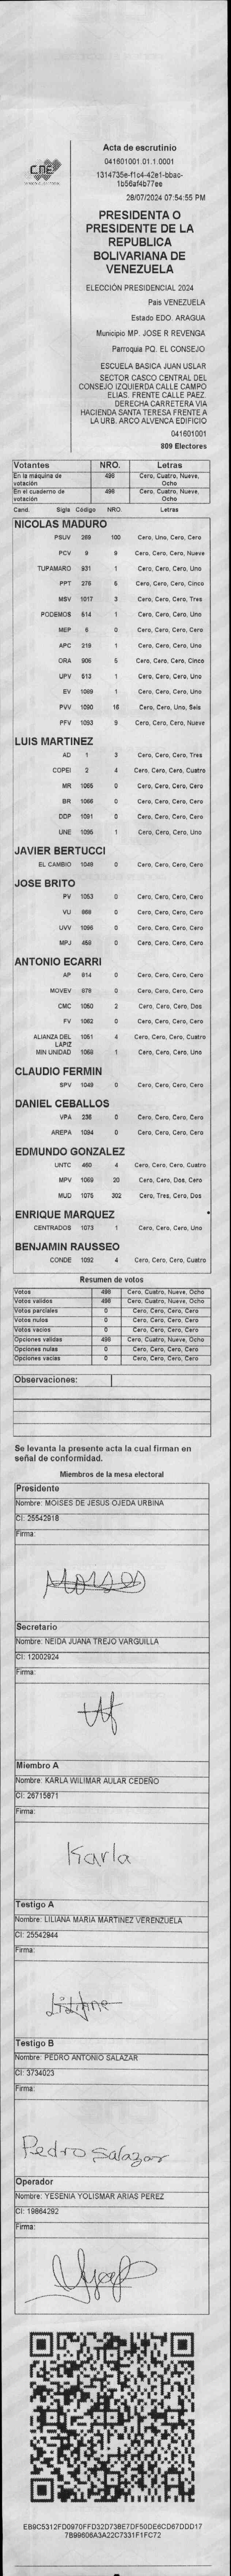 CNE
Acta de escrutinio
041601001.01.1.0001
1314735e-f1c4-42e1-bbac-
1b56af4b77ee
28/07/2024 07:54:55 PM
PRESIDENTA O
PRESIDENTE DE LA
REPUBLICA
BOLIVARIANA DE
VENEZUELA
ELECCIÓN PRESIDENCIAL 2024
Pais VENEZUELA
Estado EDO. ARAGUA
Municipio MP. JOSE R REVENGA
Parroquia PQ. EL CONSEJO
ESCUELA BASICA JUAN USLAR
SECTOR CASCO CENTRAL DEL
CONSEJO IZQUIERDA CALLE CAMPO
ELIAS. FRENTE CALLE PAEZ.
DERECHA CARRETERA VIA
HACIENDA SANTA TERESA FRENTE A
LA URB. ARCO ALVENCA EDIFICIO
041601001
809 Electores
Votantes NRO. Letras
En la máquina de votación 498 Cero, Cuatro, Nueve, Ocho
En el cuaderno de votación 498 Cero, Cuatro, Nueve, Ocho
Cand. Sigla Código NRO. Letras
NICOLAS MADURO
PSUV 269 100 Cero, Uno, Cero, Cero
PCV 9 9 Cero, Cero, Cero, Nueve
TUPAMARO 931 1 Cero, Cero, Cero, Uno
PPT 276 5 Cero, Cero, Cero, Cinco
MSV 1017 3 Cero, Cero, Cero, Tres
PODEMOS 514 1 Cero, Cero, Cero, Uno
MEP 6 0 Cero, Cero, Cero, Cero
APC 219 1 Cero, Cero, Cero, Uno
ORA 906 5 Cero, Cero, Cero, Cinco
UPV 513 1 Cero, Cero, Cero, Uno
EV 1089 1 Cero, Cero, Cero, Uno
PVV 1090 16 Cero, Cero, Uno, Seis
PFV 1093 9 Cero, Cero, Cero, Nueve
LUIS MARTINEZ
AD 1 3 Cero, Cero, Cero, Tres
COPEI 2 4 Cero, Cero, Cero, Cuatro
MR 1065 0 Cero, Cero, Cero, Cero
BR 1066 0 Cero, Cero, Cero, Cero
DDP 1091 0 Cero, Cero, Cero, Cero
UNE 1095 1 Cero, Cero, Cero, Uno
JAVIER BERTUCCI
EL CAMBIO 1048 0 Cero, Cero, Cero, Cero
JOSE BRITO
PV 1053 0 Cero, Cero, Cero, Cero
VU 868 0 Cero, Cero, Cero, Cero
UVV 1096 0 Cero, Cero, Cero, Cero
MPJ 458 0 Cero, Cero, Cero, Cero
ANTONIO ECARRI
AP 814 0 Cero, Cero, Cero, Cero
MOVEV 678 0 Cero, Cero, Cero, Cero
CMC 1050 2 Cero, Cero, Cero, Dos
FV 1062 0 Cero, Cero, Cero, Cero
ALIANZA DEL LAPIZ 1051 4 Cero, Cero, Cero, Cuatro
MIN UNIDAD 1068 1 Cero, Cero, Cero, Uno
CLAUDIO FERMIN
SPV 1049 0 Cero, Cero, Cero, Cero
DANIEL CEBALLOS
VPA 236 0 Cero, Cero, Cero, Cero
AREPA 1094 0 Cero, Cero, Cero, Cero
EDMUNDO GONZALEZ
UNTC 460 4 Cero, Cero, Cero, Cuatro
MPV 1069 20 Cero, Cero, Dos, Cero
MUD 1075 302 Cero, Tres, Cero, Dos
ENRIQUE MARQUEZ
CENTRADOS 1073 1 Cero, Cero, Cero, Uno
BENJAMIN RAUSSEO
CONDE 1092 4 Cero, Cero, Cero, Cuatro
Resumen de votos
Votos 498 Cero, Cuatro, Nueve, Ocho
Votos validos 498 Cero, Cuatro, Nueve, Ocho
Votos parciales 0 Cero, Cero, Cero, Cero
Votos nulos 0 Cero, Cero, Cero, Cero
Votos vacios 0 Cero, Cero, Cero, Cero
Opciones validas 498 Cero, Cuatro, Nueve, Ocho
Opciones nulas 0 Cero, Cero, Cero, Cero
Opciones vacias 0 Cero, Cero, Cero, Cero
Observaciones:
Se levanta la presente acta la cual firman en
señal de conformidad.
Miembros de la mesa electoral
Presidente
Nombre: MOISES DE JESUS OJEDA URBINA
CI: 25542918
Firma:
Moises
Secretario
Nombre: NEIDA JUANA TREJO VARGUILLA
CI: 12002924
Firma:
Miembro A
Nombre: KARLA WILIMAR AULAR CEDEÑO
CI: 26715871
Firma:
Karla
Testigo A
Nombre: LILIANA MARIA MARTINEZ VERENZUELA
CI: 25542944
Firma:
Testigo B
Nombre: PEDRO ANTONIO SALAZAR
CI: 3734023
Firma:
Pedro Salazar
Operador
Nombre: YESENIA YOLISMAR ARIAS PEREZ
CI: 19864292
Firma:
EB9C5312FD0970FFD32D73BE7DF50DE6CD67DDD17
7B99606A3A22C7331F1FC72